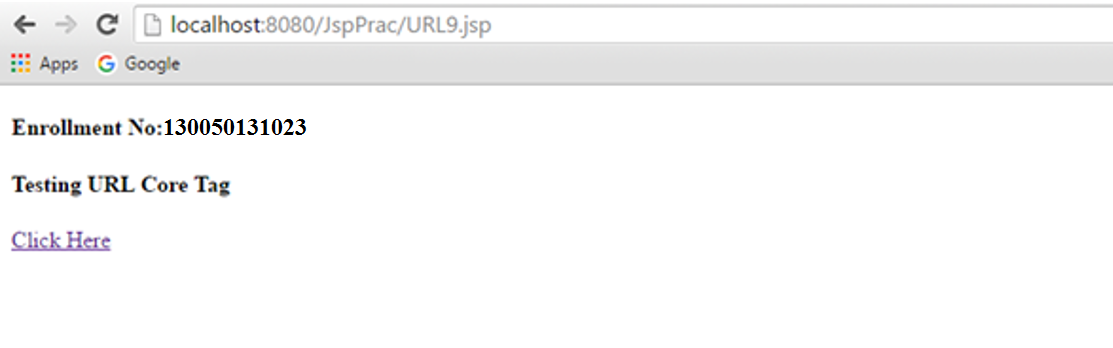 localhost:8080/JspPrac/URL9.jsp
Apps Google
Enrollment No:130050131023
Testing URL Core Tag
Click Here